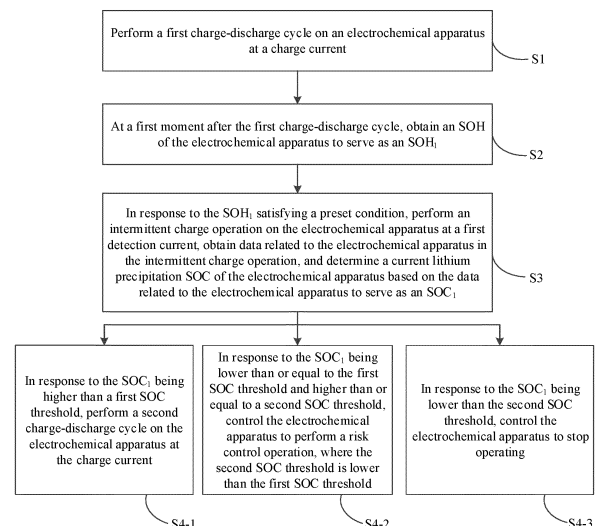 Perform a first charge-discharge cycle on an electrochemical apparatus
at a charge current
S1
At a first moment after the first charge-discharge cycle, obtain an SOH
of the electrochemical apparatus to serve as an SOH₁
S2
In response to the SOH₁ satisfying a preset condition, perform an
intermittent charge operation on the electrochemical apparatus at a first
detection current, obtain data related to the electrochemical apparatus in
the intermittent charge operation, and determine a current lithium
precipitation SOC of the electrochemical apparatus based on the data
related to the electrochemical apparatus to serve as an SOC₁
S3
In response to the SOC₁ being
higher than a first SOC
threshold, perform a second
charge-discharge cycle on the
electrochemical apparatus at
the charge current
S4-1
In response to the SOC₁ being
lower than or equal to the first
SOC threshold and higher than or
equal to a second SOC threshold,
control the electrochemical
apparatus to perform a risk
control operation, where the
second SOC threshold is lower
than the first SOC threshold
S4-2
In response to the SOC₁ being
lower than the second SOC
threshold, control the
electrochemical apparatus to stop
operating
S4-3